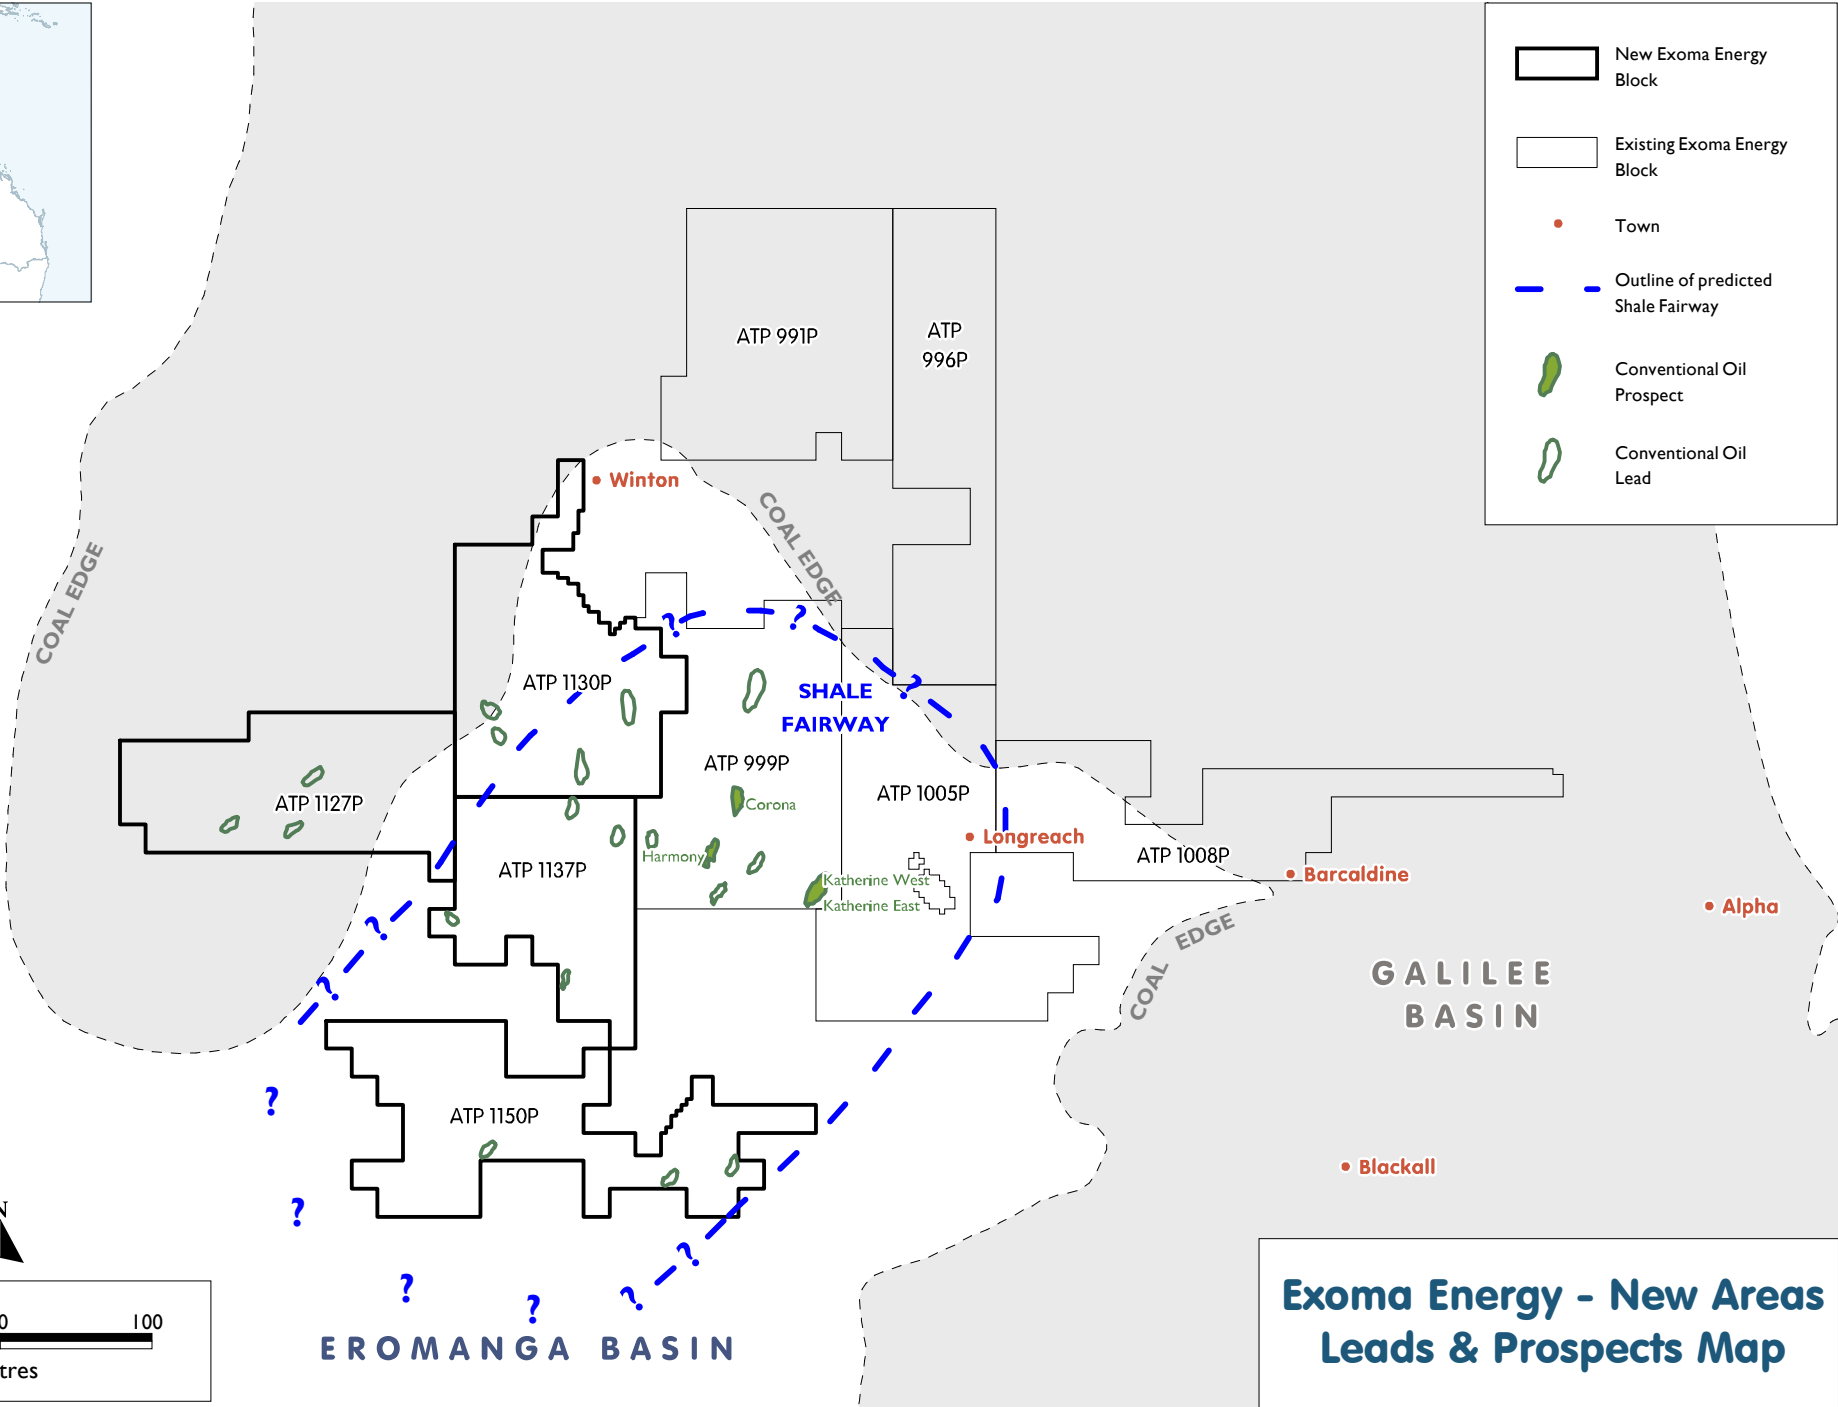 New Exoma Energy
Block
Existing Exoma Energy
Block
Town
Outline of predicted
Shale Fairway
Conventional Oil
Prospect
Conventional Oil
Lead
ATP 991P
ATP
996P
Winton
COAL EDGE
COAL EDGE
?
?
ATP 1130P
SHALE
FAIRWAY
?
ATP 999P
ATP 1127P
Corona
ATP 1005P
Longreach
Harmony
ATP 1137P
ATP 1008P
Barcaldine
Katherine West
Katherine East
Alpha
?
COAL EDGE
GALILEE
BASIN
?
?
ATP 1150P
Blackall
?
?
?
?
?
N
0 100
tres
EROMANGA BASIN
Exoma Energy - New Areas
Leads & Prospects Map